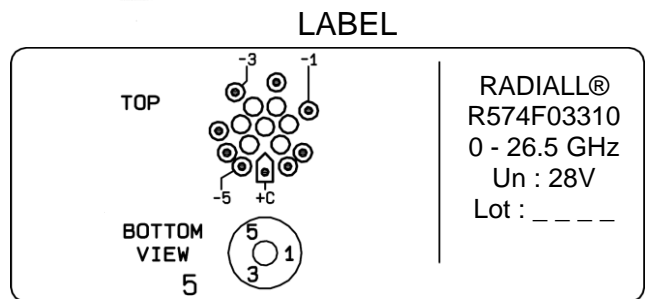 LABEL
-3 -1
TOP
-5 +C
BOTTOM
VIEW
5
5
1
3
RADIALL®
R574F03310
0 - 26.5 GHz
Un : 28V
Lot : _ _ _ _